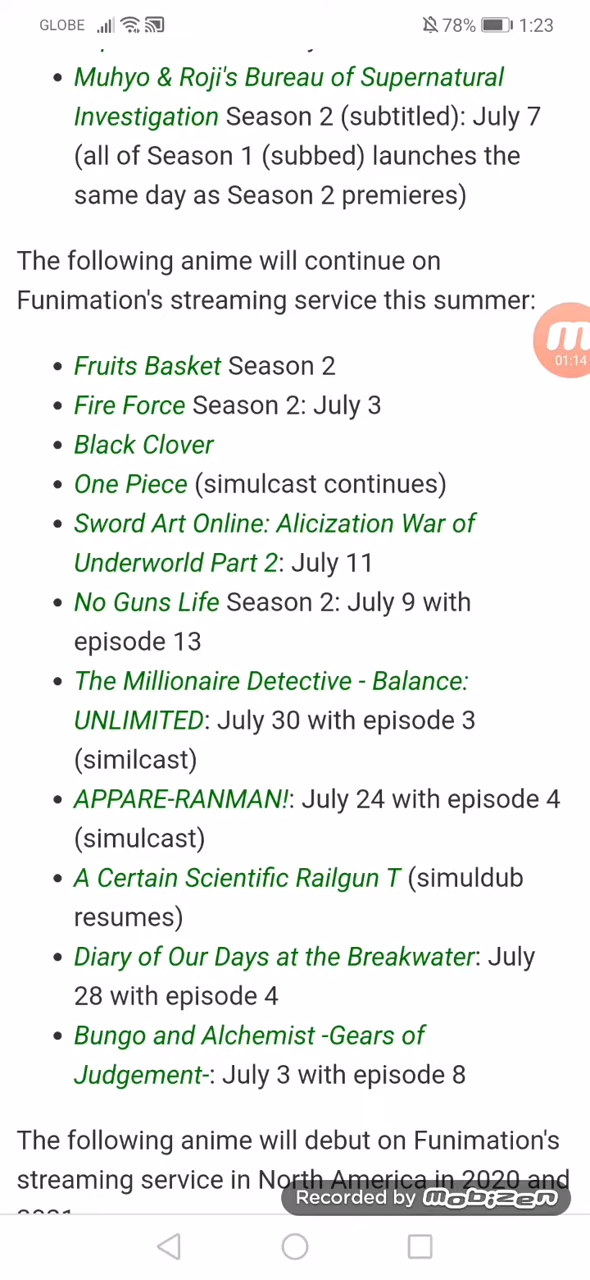 GLOBE 78% 1:23
Muhyo & Roji's Bureau of Supernatural
Investigation Season 2 (subtitled): July 7
(all of Season 1 (subbed) launches the
same day as Season 2 premieres)
The following anime will continue on
Funimation's streaming service this summer:
m
01:14
Fruits Basket Season 2
Fire Force Season 2: July 3
Black Clover
One Piece (simulcast continues)
Sword Art Online: Alicization War of
Underworld Part 2: July 11
No Guns Life Season 2: July 9 with
episode 13
The Millionaire Detective - Balance:
UNLIMITED: July 30 with episode 3
(similcast)
APPARE-RANMAN!: July 24 with episode 4
(simulcast)
A Certain Scientific Railgun T (simuldub
resumes)
Diary of Our Days at the Breakwater: July
28 with episode 4
Bungo and Alchemist -Gears of
Judgement-: July 3 with episode 8
The following anime will debut on Funimation's
streaming service in North America in 2020 and
Recorded by mobizen